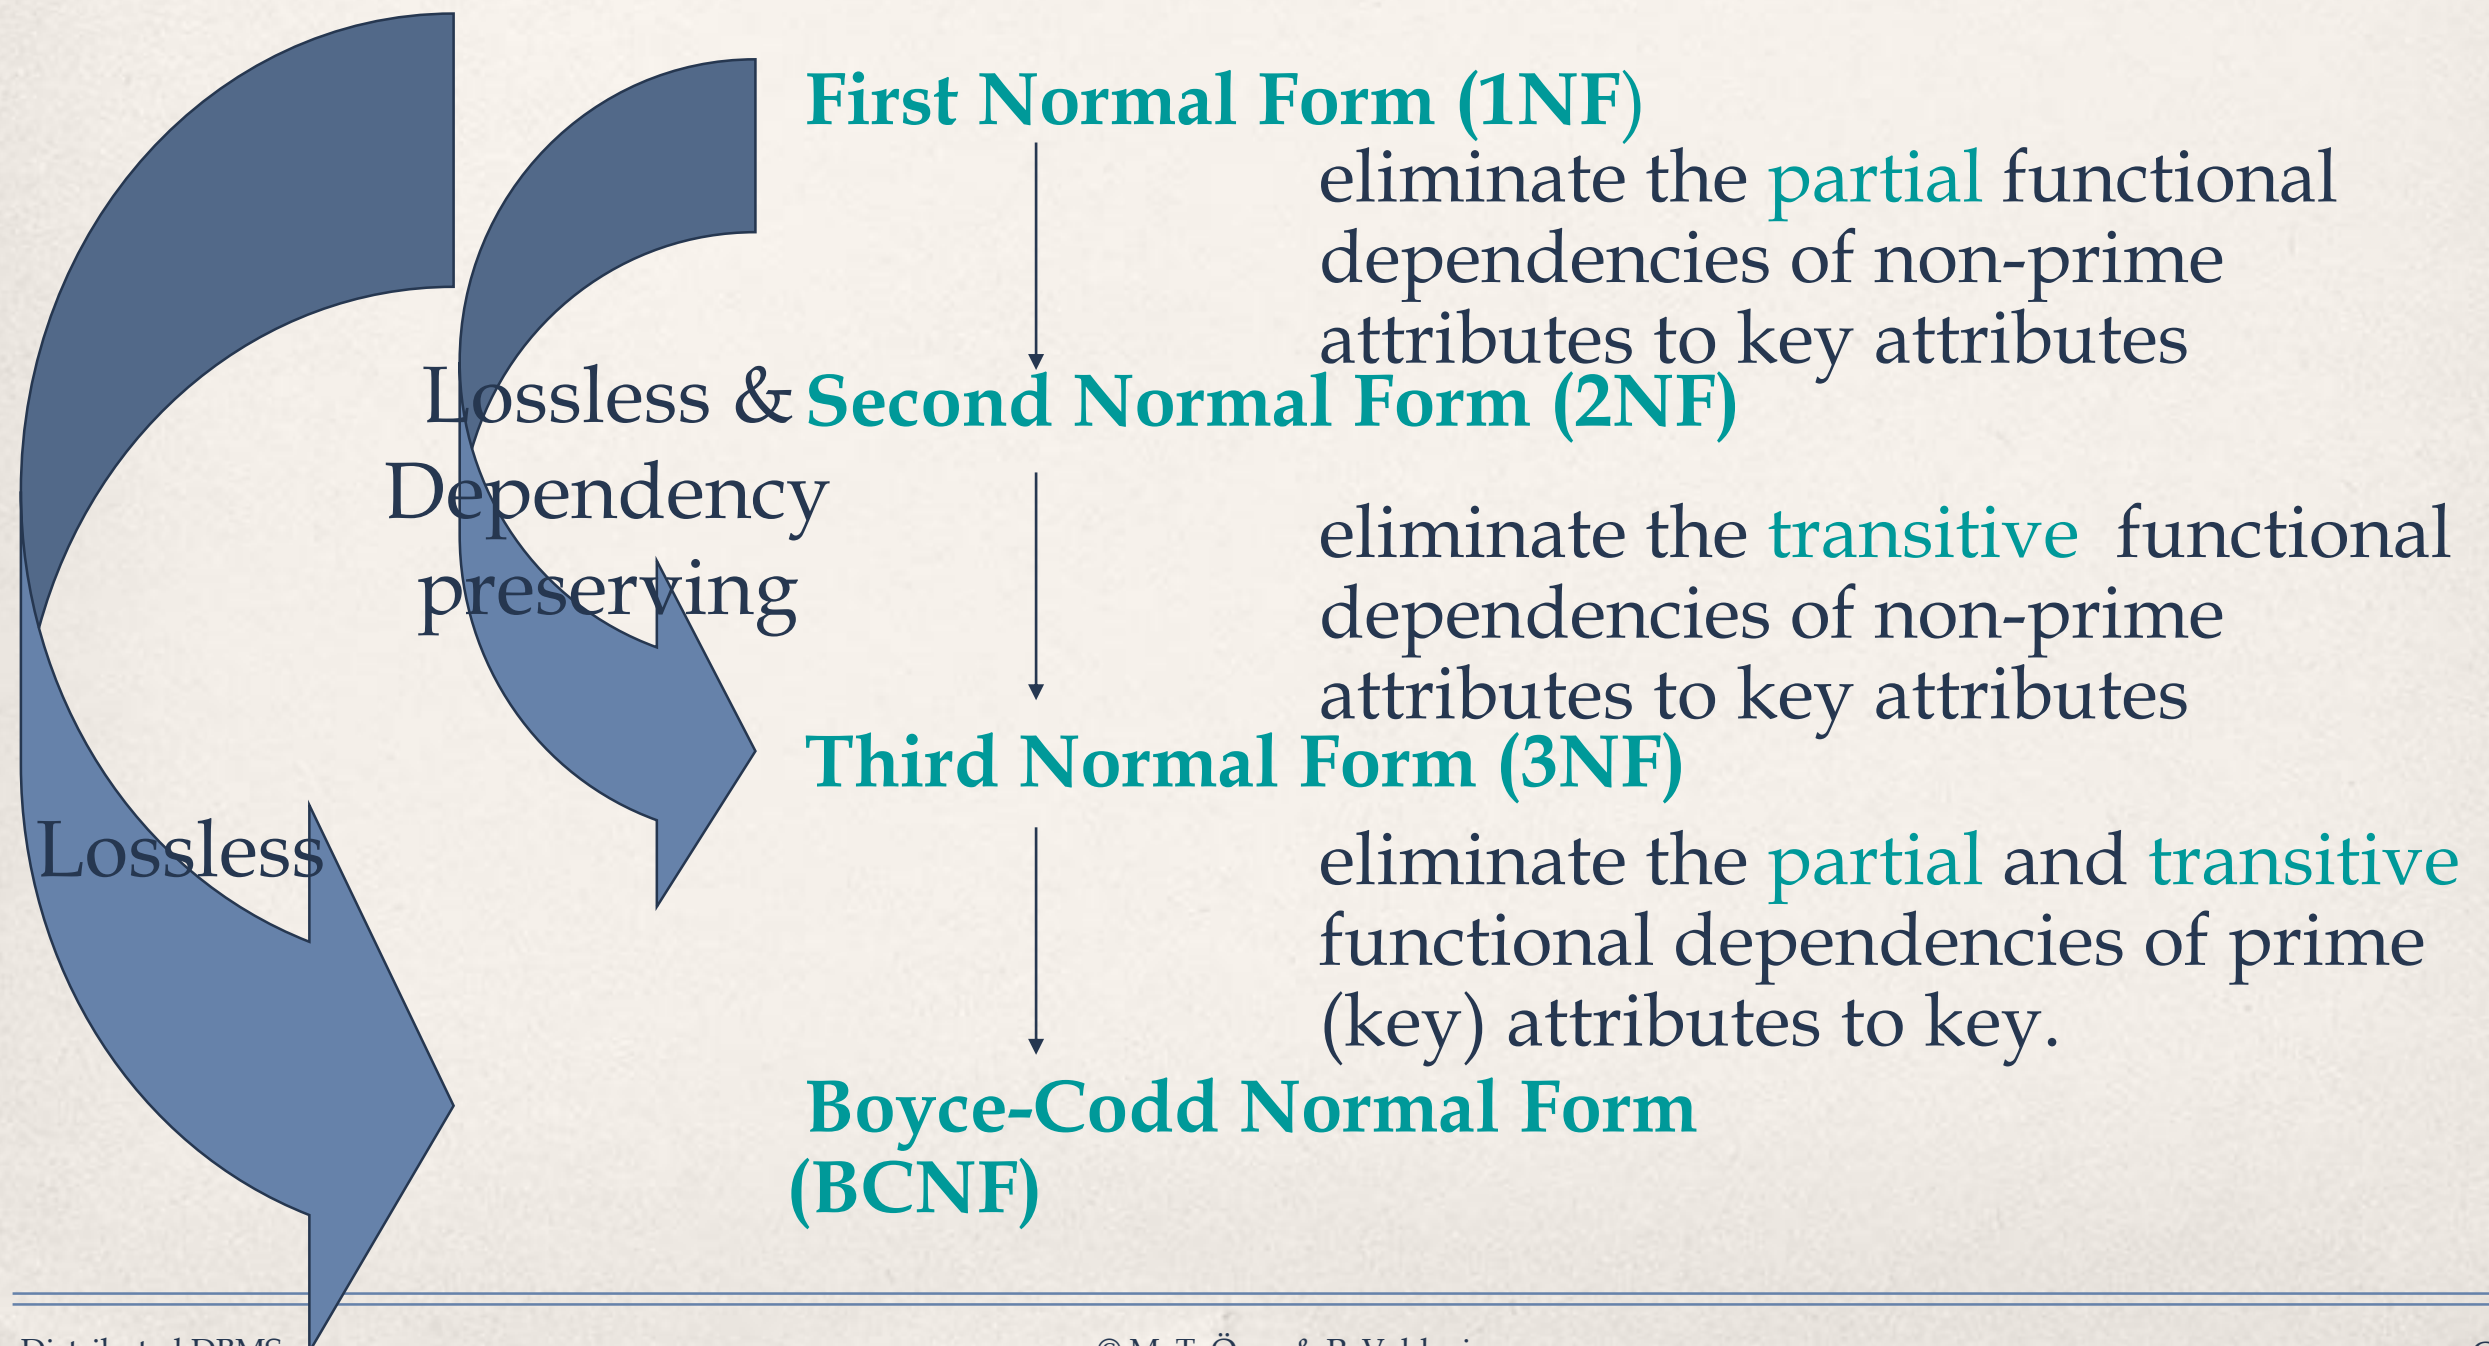 First Normal Form (1NF)
eliminate the partial functional
dependencies of non-prime
attributes to key attributes
Lossless &
Dependency
preserving
Second Normal Form (2NF)
eliminate the transitive functional
dependencies of non-prime
attributes to key attributes
Third Normal Form (3NF)
Lossless
eliminate the partial and transitive
functional dependencies of prime
(key) attributes to key.
Boyce-Codd Normal Form
(BCNF)
Distributed DBMS